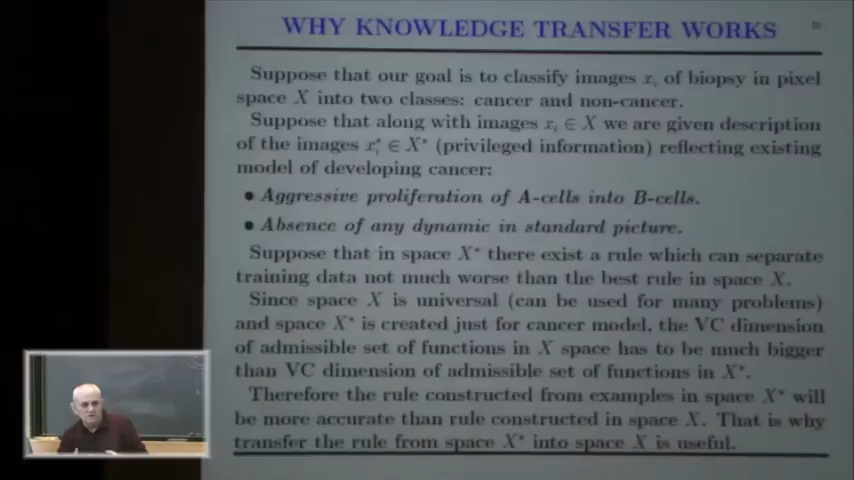 WHY KNOWLEDGE TRANSFER WORKS
Suppose that our goal is to classify images xᵢ of biopsy in pixel
space X into two classes: cancer and non-cancer.
Suppose that along with images xᵢ ∈ X we are given description
of the images xᵢ* ∈ X* (privileged information) reflecting existing
model of developing cancer:
• Aggressive proliferation of A-cells into B-cells.
• Absence of any dynamic in standard picture.
Suppose that in space X* there exist a rule which can separate
training data not much worse than the best rule in space X.
Since space X is universal (can be used for many problems)
and space X* is created just for cancer model, the VC dimension
of admissible set of functions in X space has to be much bigger
than VC dimension of admissible set of functions in X*.
Therefore the rule constructed from examples in space X* will
be more accurate than rule constructed in space X. That is why
transfer the rule from space X* into space X is useful.